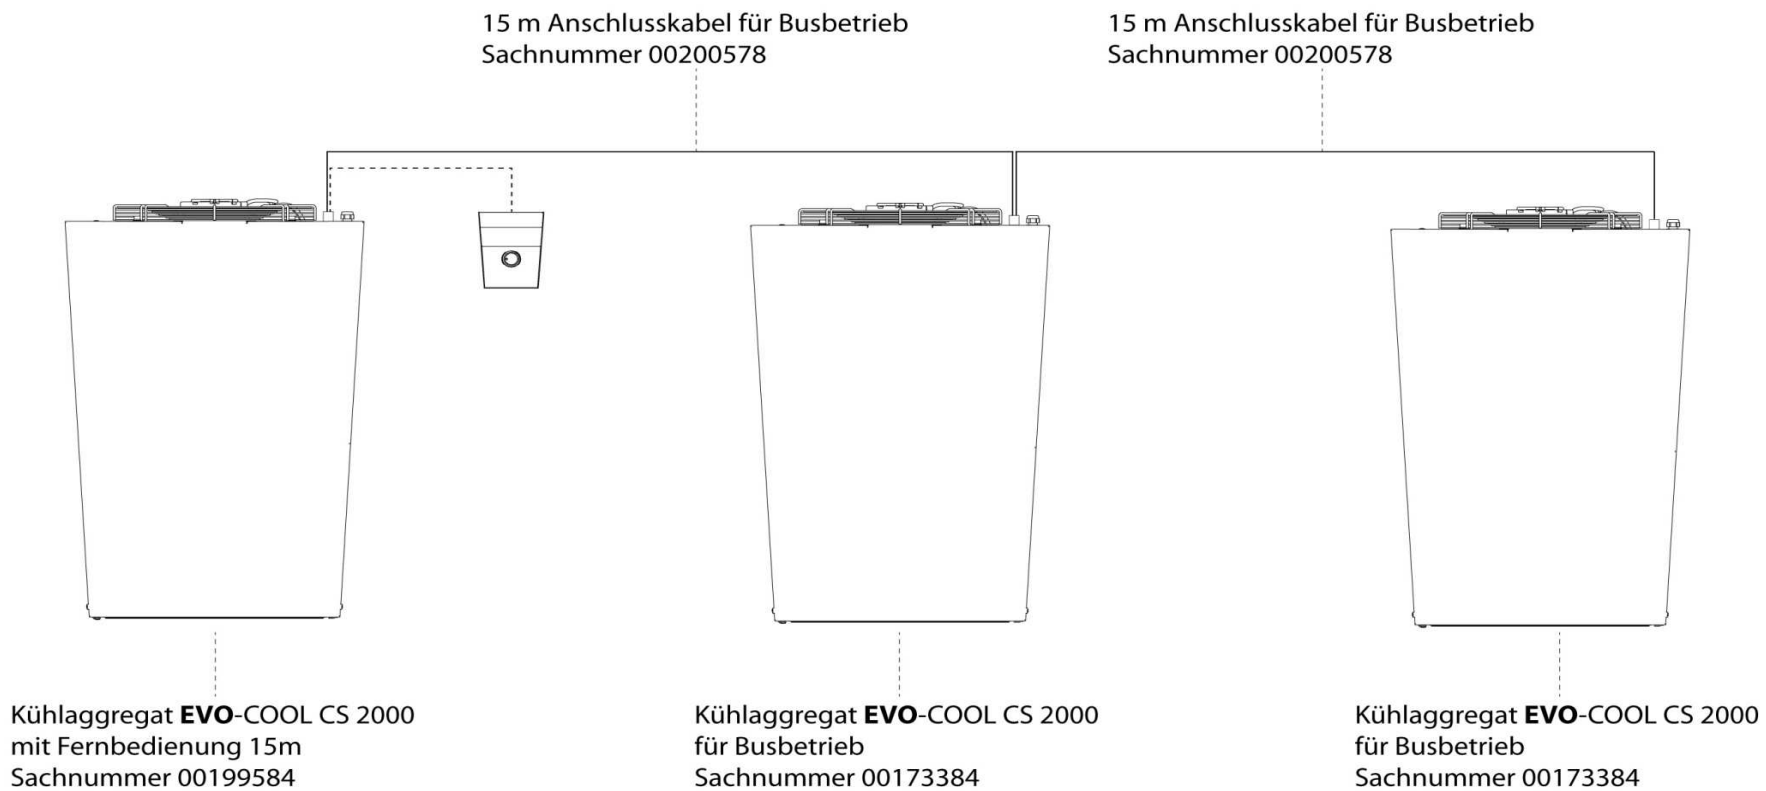 15 m Anschlusskabel für Busbetrieb
Sachnummer 00200578
15 m Anschlusskabel für Busbetrieb
Sachnummer 00200578
Kühlaggregat EVO-COOL CS 2000
mit Fernbedienung 15m
Sachnummer 00199584
Kühlaggregat EVO-COOL CS 2000
für Busbetrieb
Sachnummer 00173384
Kühlaggregat EVO-COOL CS 2000
für Busbetrieb
Sachnummer 00173384